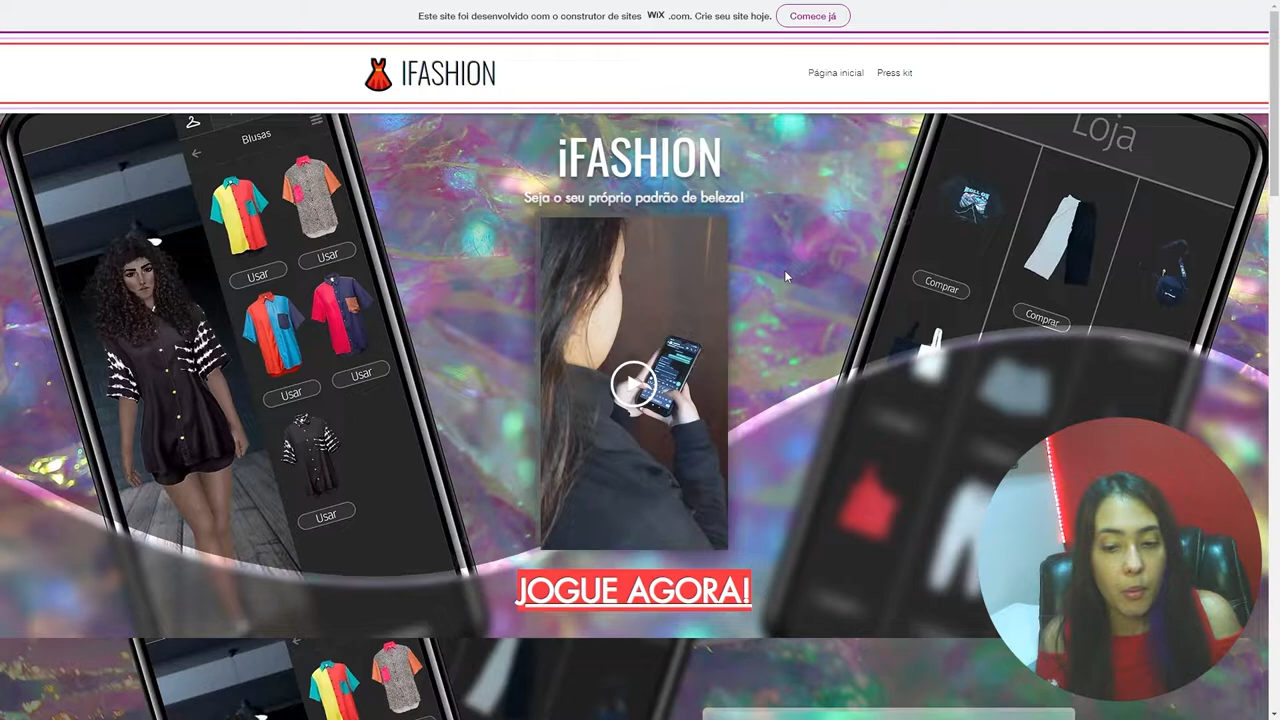 Este site foi desenvolvido com o construtor de sites WiX .com. Crie seu site hoje. Comece já
IFASHION
Página inicial Press kit
Blusas
Usar
Usar
Usar
Usar
Usar
iFASHION
Seja o seu próprio padrão de beleza!
JOGUE AGORA!
Loja
Comprar
Comprar